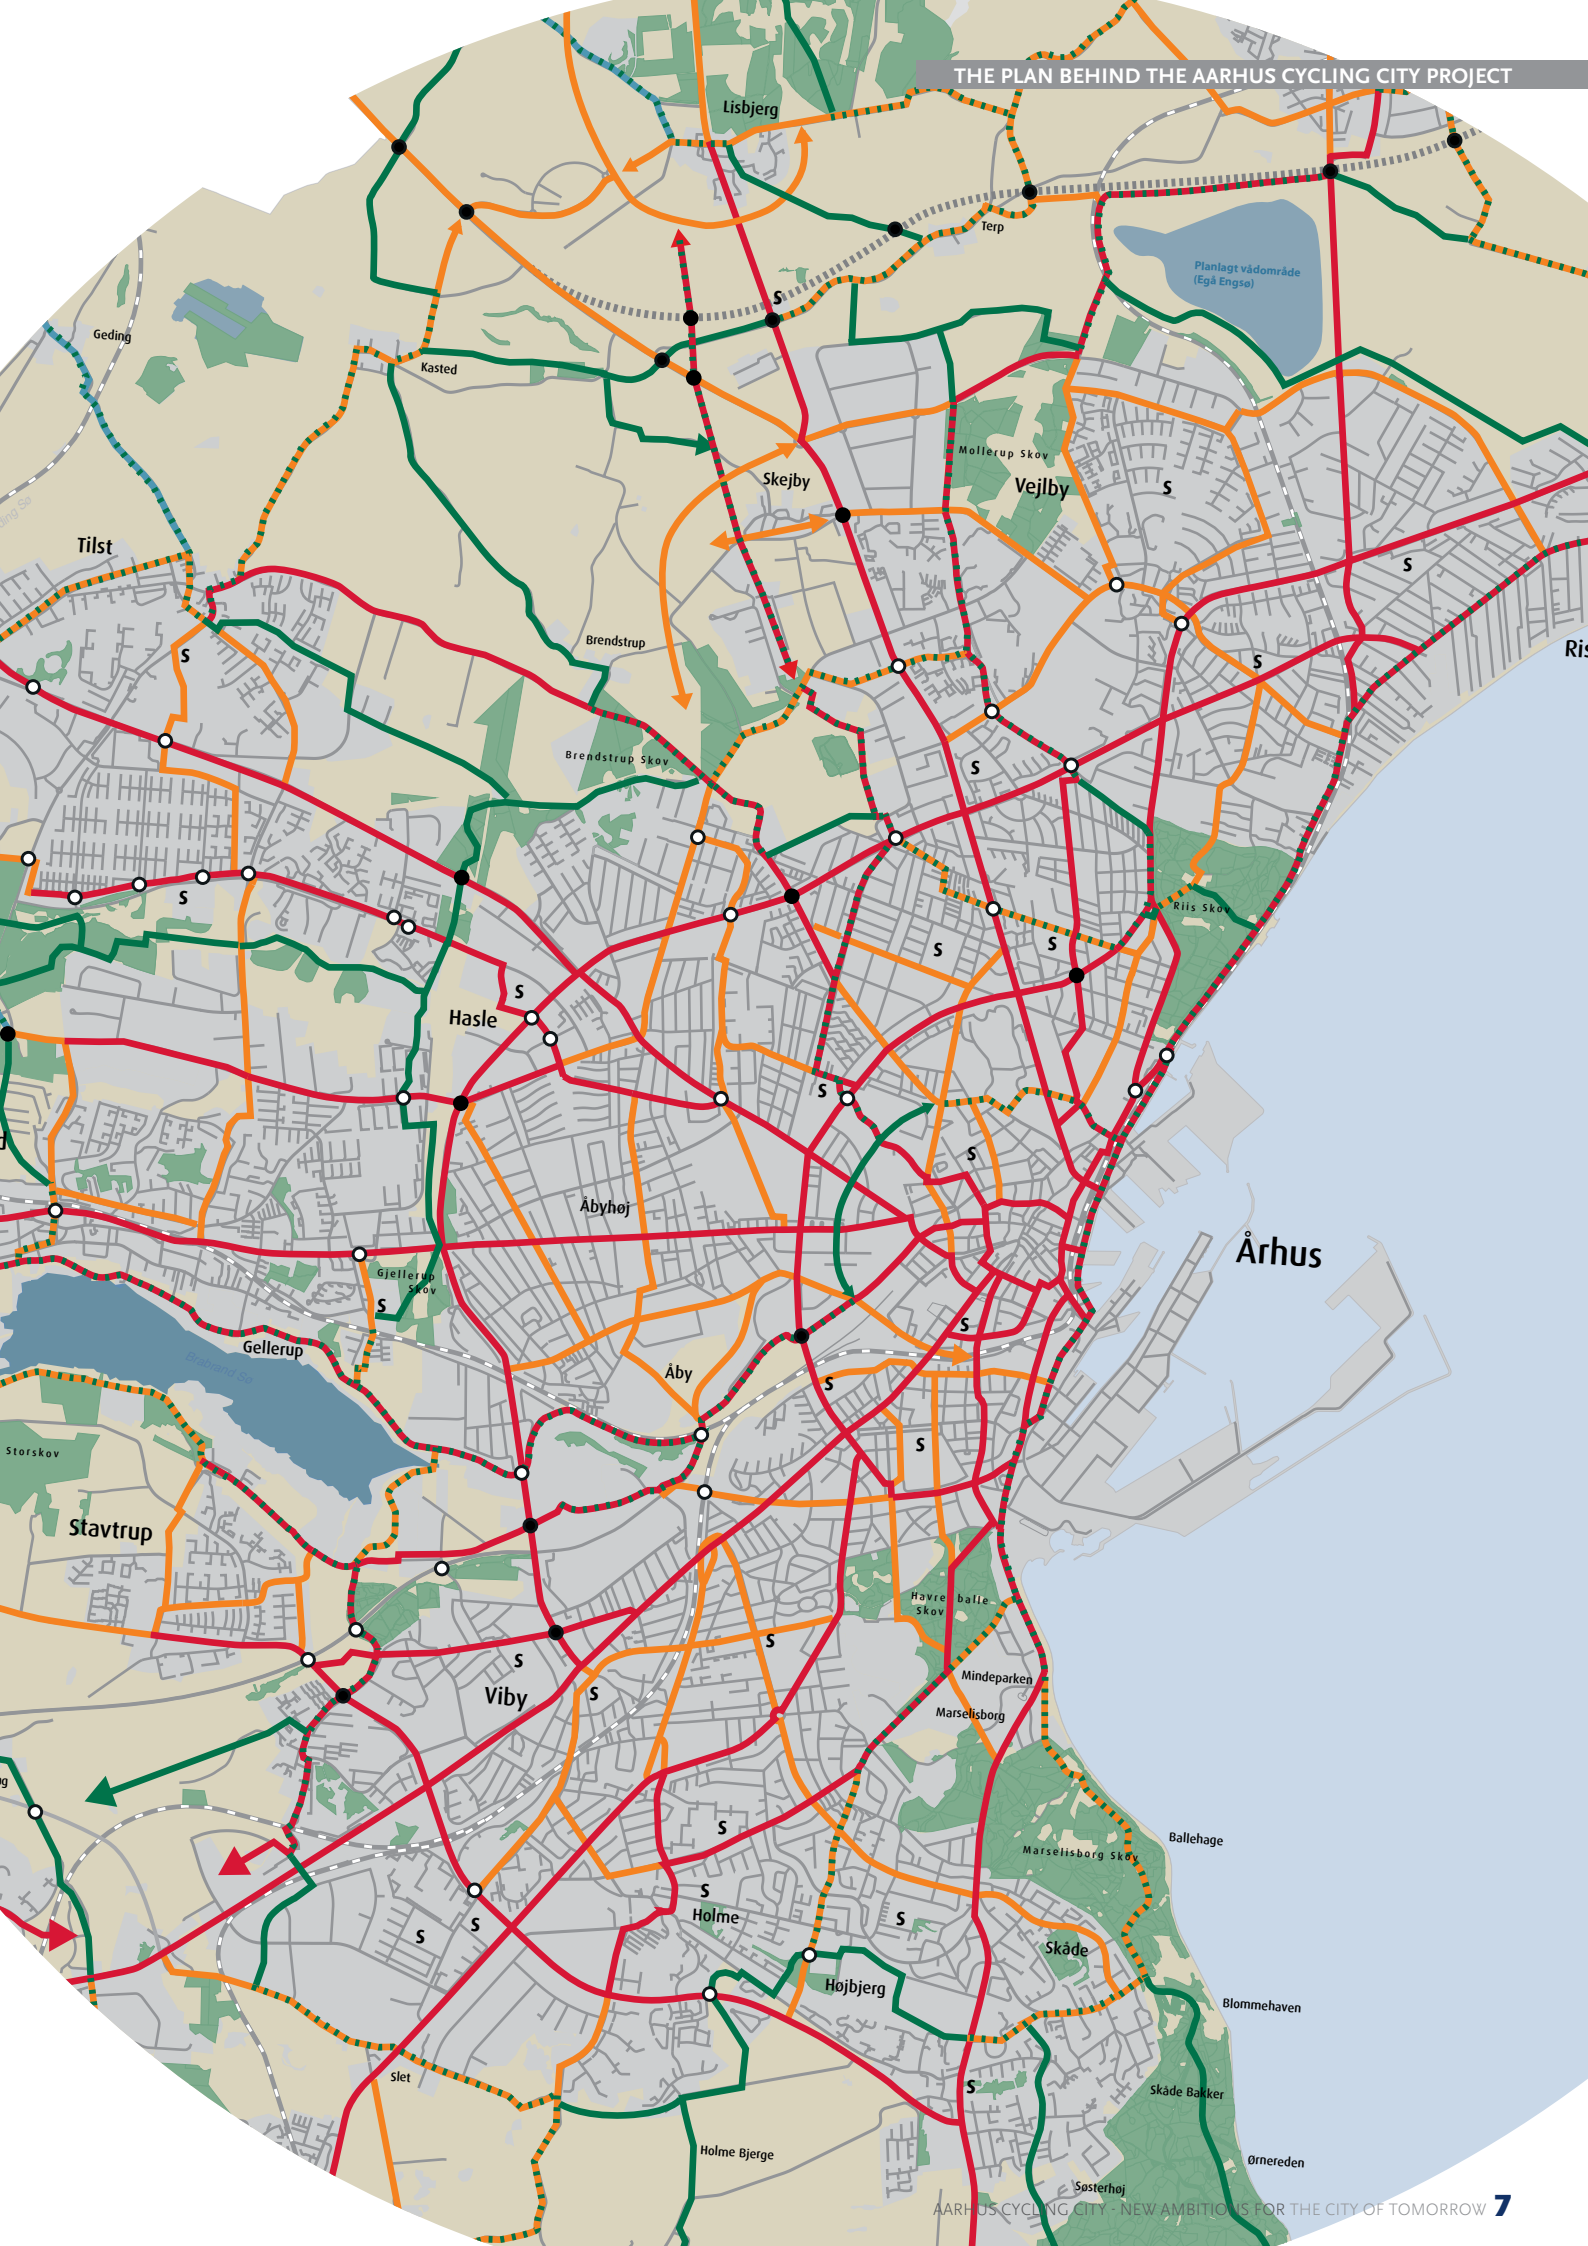 THE PLAN BEHIND THE AARHUS CYCLING CITY PROJECT
Lisbjerg
Terp
Planlagt vådområde
(Egå Engsø)
S
Geding
Kasted
Mollerup Skov
Skejby
Vejlby
S
Tilst
S
Brendstrup
Ris
S
S
Brendstrup Skov
S
S
Riis Skov
S
S
S
Hasle
S
S
Åbyhøj
Århus
Gjellerup
Skov
S
S
Gellerup
Brabrand Sø
Åby
S
Storskov
S
Stavtrup
Havreballe
Skov
S
S
Mindeparken
S
Viby
Marselisborg
S
Ballehage
Marselisborg Skov
S
Holme
S
S
S
Skåde
Højbjerg
Blommehaven
Slet
S
Skåde Bakker
Holme Bjerge
Ørnereden
Søsterhøj
AARHUS CYCLING CITY - NEW AMBITIONS FOR THE CITY OF TOMORROW 7